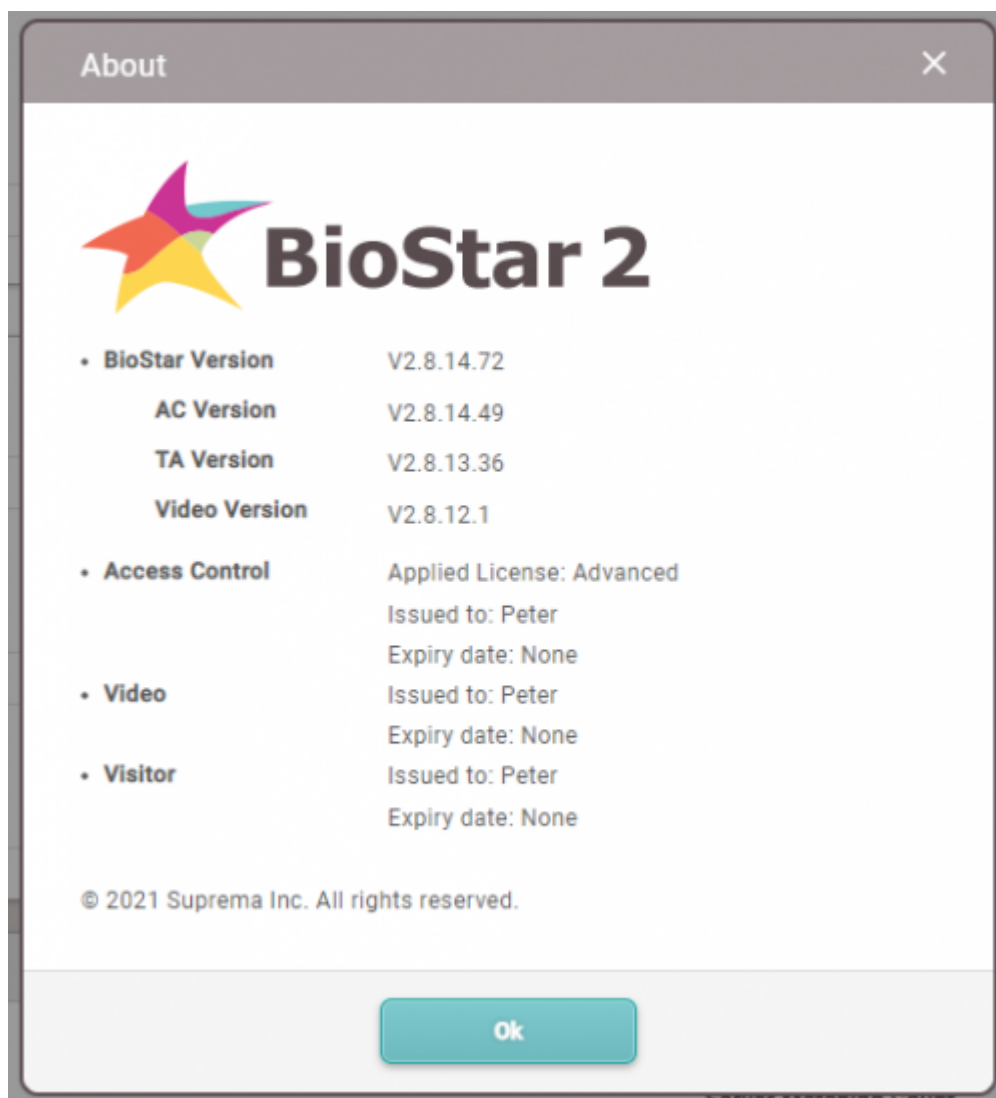 About
BioStar 2
• BioStar Version V2.8.14.72
AC Version V2.8.14.49
TA Version V2.8.13.36
Video Version V2.8.12.1
• Access Control Applied License: Advanced
Issued to: Peter
Expiry date: None
• Video Issued to: Peter
Expiry date: None
• Visitor Issued to: Peter
Expiry date: None
© 2021 Suprema Inc. All rights reserved.
Ok